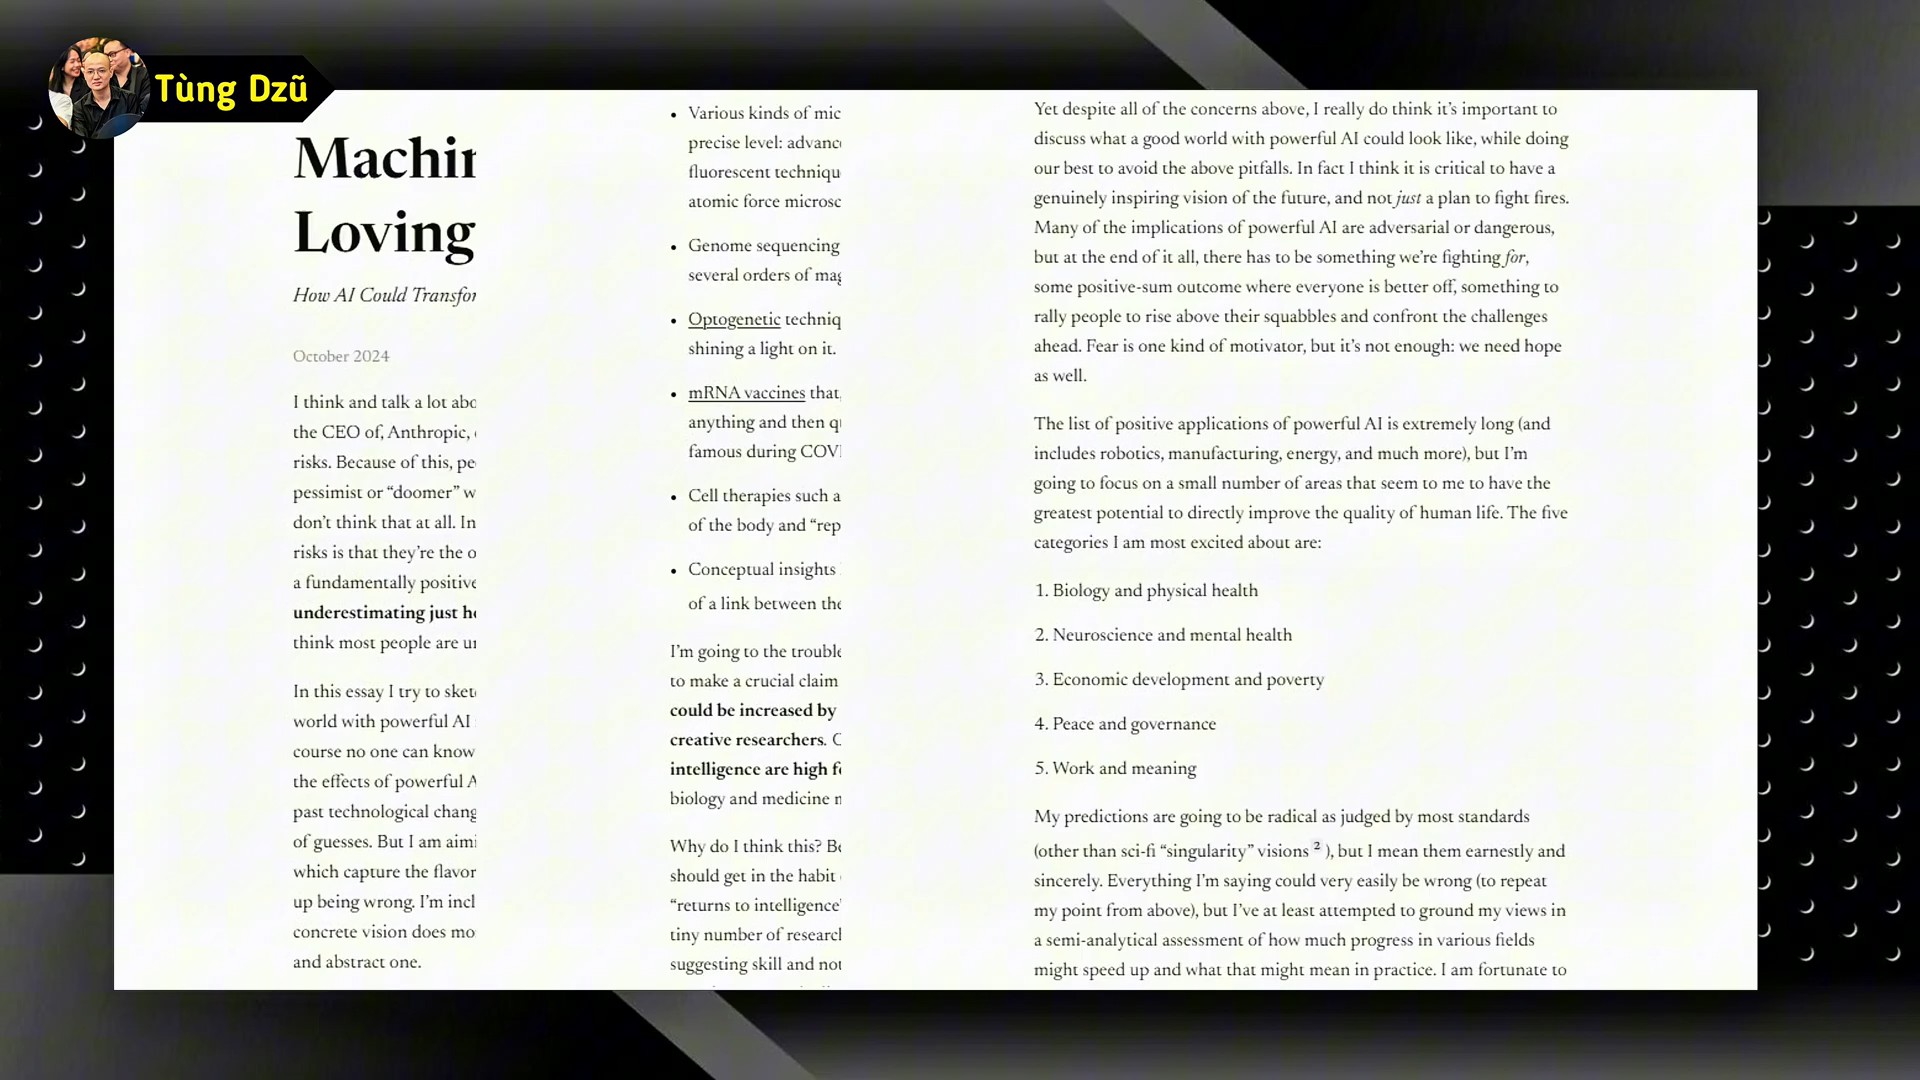 Tùng Dzũ
Machin
Loving
How AI Could Transfor
October 2024
I think and talk a lot abo
the CEO of, Anthropic,
risks. Because of this, pe
pessimist or “doomer” w
don’t think that at all. In
risks is that they’re the o
a fundamentally positive
underestimating just h
think most people are u
In this essay I try to sket
world with powerful AI
course no one can know
the effects of powerful A
past technological chang
of guesses. But I am aim
which capture the flavor
up being wrong. I’m incl
concrete vision does mo
and abstract one.
Various kinds of mic
precise level: advanc
fluorescent techniqu
atomic force microsc
Genome sequencing
several orders of mag
Optogenetic techniq
shining a light on it.
mRNA vaccines that,
anything and then q
famous during COV
Cell therapies such a
of the body and “rep
Conceptual insights
of a link between the
I’m going to the trouble
to make a crucial claim
could be increased by
creative researchers.
intelligence are high f
biology and medicine
Why do I think this? Be
should get in the habit
“returns to intelligence”
tiny number of research
suggesting skill and not
Yet despite all of the concerns above, I really do think it’s important to
discuss what a good world with powerful AI could look like, while doing
our best to avoid the above pitfalls. In fact I think it is critical to have a
genuinely inspiring vision of the future, and not just a plan to fight fires.
Many of the implications of powerful AI are adversarial or dangerous,
but at the end of it all, there has to be something we’re fighting for,
some positive-sum outcome where everyone is better off, something to
rally people to rise above their squabbles and confront the challenges
ahead. Fear is one kind of motivator, but it’s not enough: we need hope
as well.
The list of positive applications of powerful AI is extremely long (and
includes robotics, manufacturing, energy, and much more), but I’m
going to focus on a small number of areas that seem to me to have the
greatest potential to directly improve the quality of human life. The five
categories I am most excited about are:
1. Biology and physical health
2. Neuroscience and mental health
3. Economic development and poverty
4. Peace and governance
5. Work and meaning
My predictions are going to be radical as judged by most standards
(other than sci-fi “singularity” visions 2 ), but I mean them earnestly and
sincerely. Everything I’m saying could very easily be wrong (to repeat
my point from above), but I’ve at least attempted to ground my views in
a semi-analytical assessment of how much progress in various fields
might speed up and what that might mean in practice. I am fortunate to